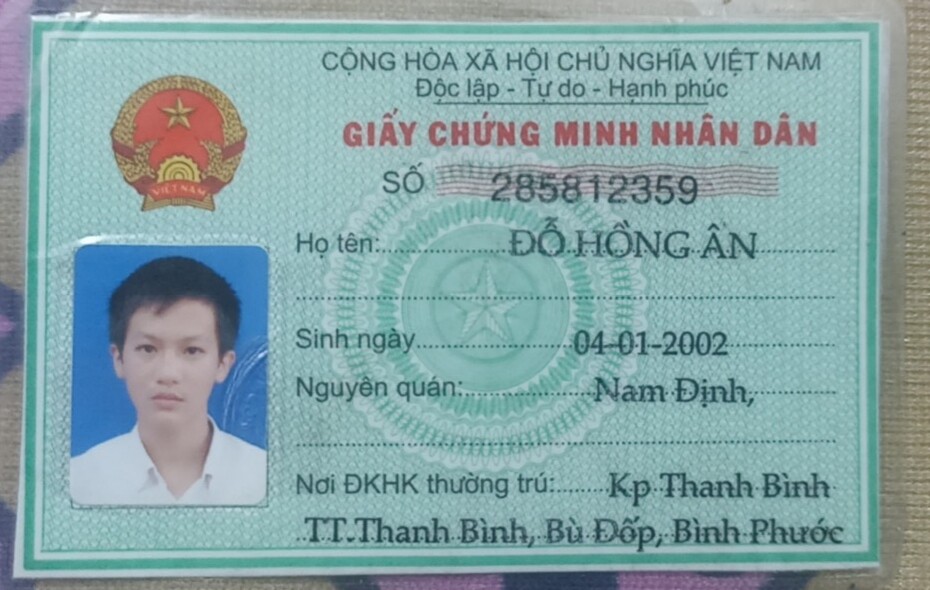 CỘNG HÒA XÃ HỘI CHỦ NGHĨA VIỆT NAM
Độc lập - Tự do - Hạnh phúc
GIẤY CHỨNG MINH NHÂN DÂN
SỐ 285812359
VIỆT NAM
Họ tên: ĐỖ HỒNG ÂN
Sinh ngày 04-01-2002
Nguyên quán: Nam Định,
Nơi ĐKHK thường trú: Kp Thanh Bình
TT.Thanh Bình, Bù Đốp, Bình Phước